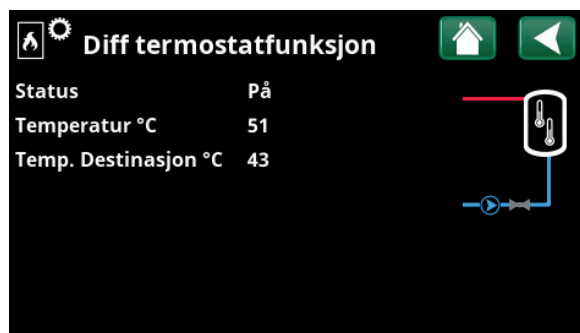 Diff termostatfunksjon
Status På
Temperatur °C 51
Temp. Destinasjon °C 43